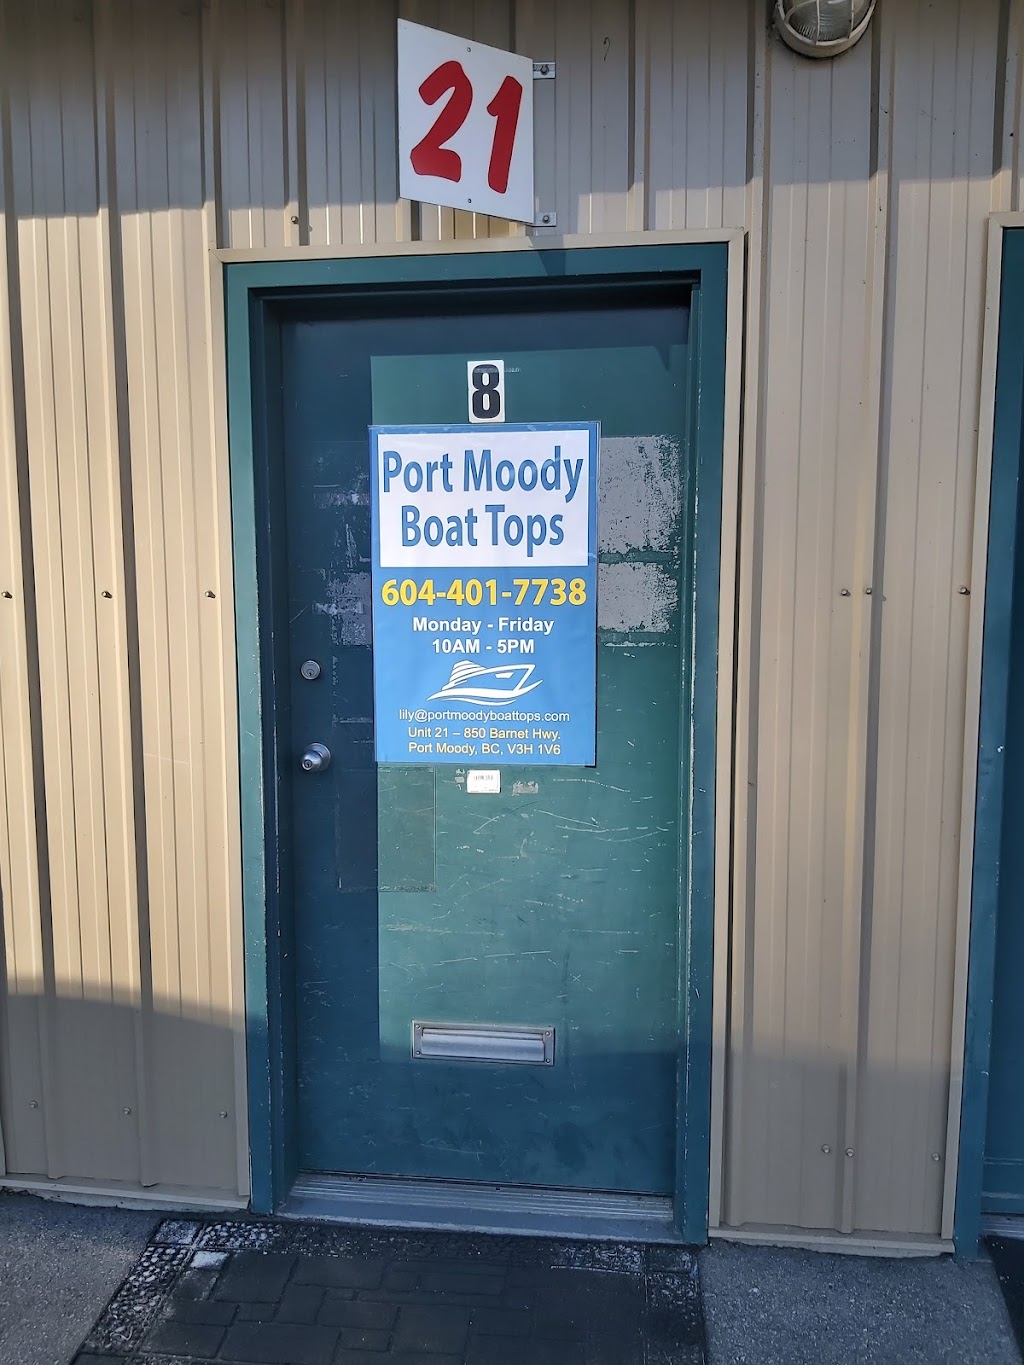 21
8
Port Moody
Boat Tops
604-401-7738
Monday - Friday
10AM - 5PM
lily@portmoodyboattops.com
Unit 21 – 850 Barnet Hwy.
Port Moody, BC, V3H 1V6